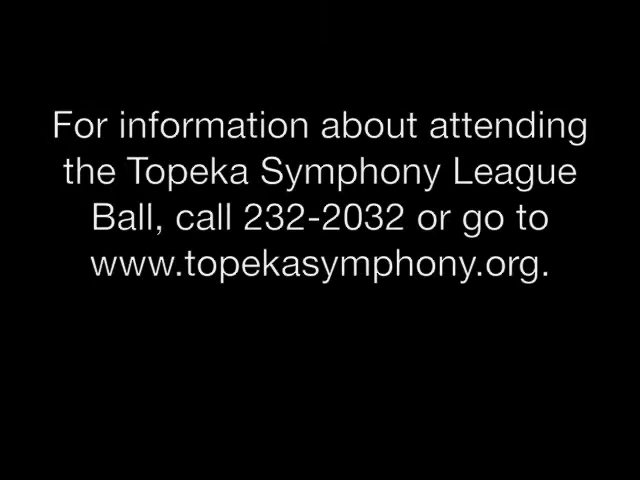 For information about attending
the Topeka Symphony League
Ball, call 232-2032 or go to
www.topekasymphony.org.